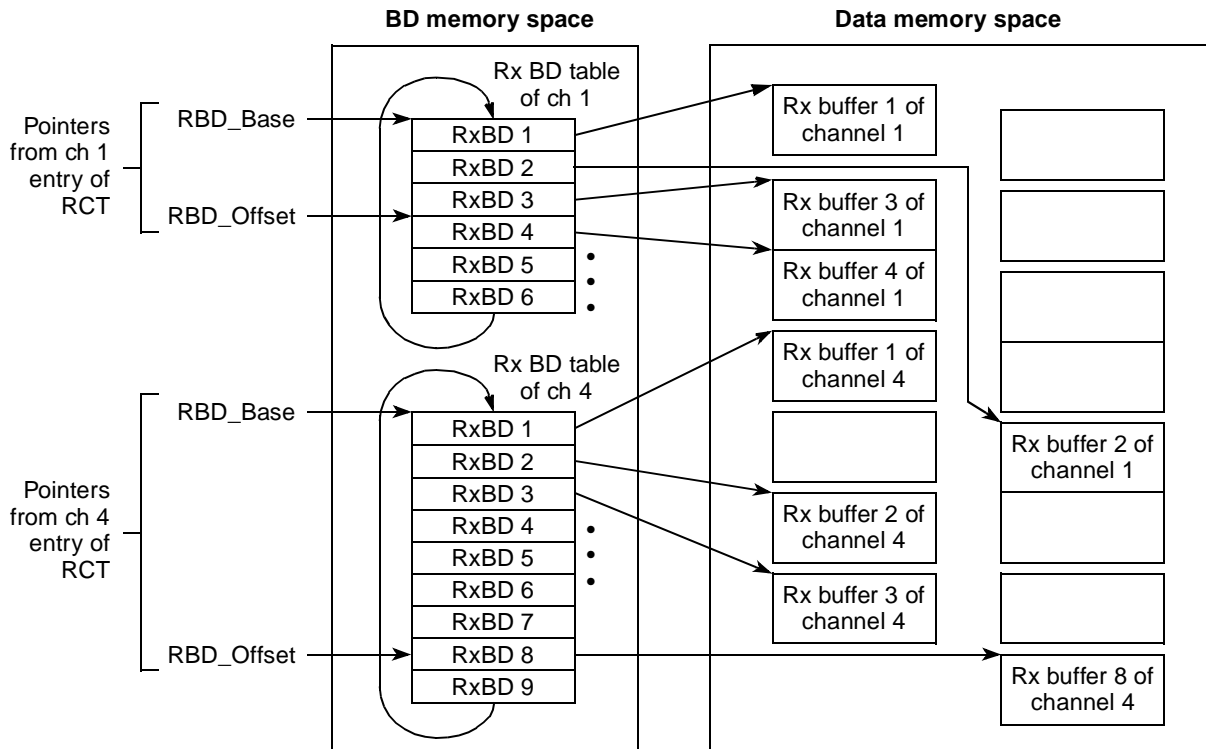 BD memory space
Data memory space
Pointers
from ch 1
entry of
RCT
RBD_Base
RBD_Offset
Rx BD table
of ch 1
RxBD 1
RxBD 2
RxBD 3
RxBD 4
RxBD 5
RxBD 6
Rx buffer 1 of
channel 1
Rx buffer 3 of
channel 1
Rx buffer 4 of
channel 1
Rx buffer 1 of
channel 4
Rx buffer 2 of
channel 1
Pointers
from ch 4
entry of
RCT
RBD_Base
RBD_Offset
Rx BD table
of ch 4
RxBD 1
RxBD 2
RxBD 3
RxBD 4
RxBD 5
RxBD 6
RxBD 7
RxBD 8
RxBD 9
Rx buffer 2 of
channel 4
Rx buffer 3 of
channel 4
Rx buffer 8 of
channel 4